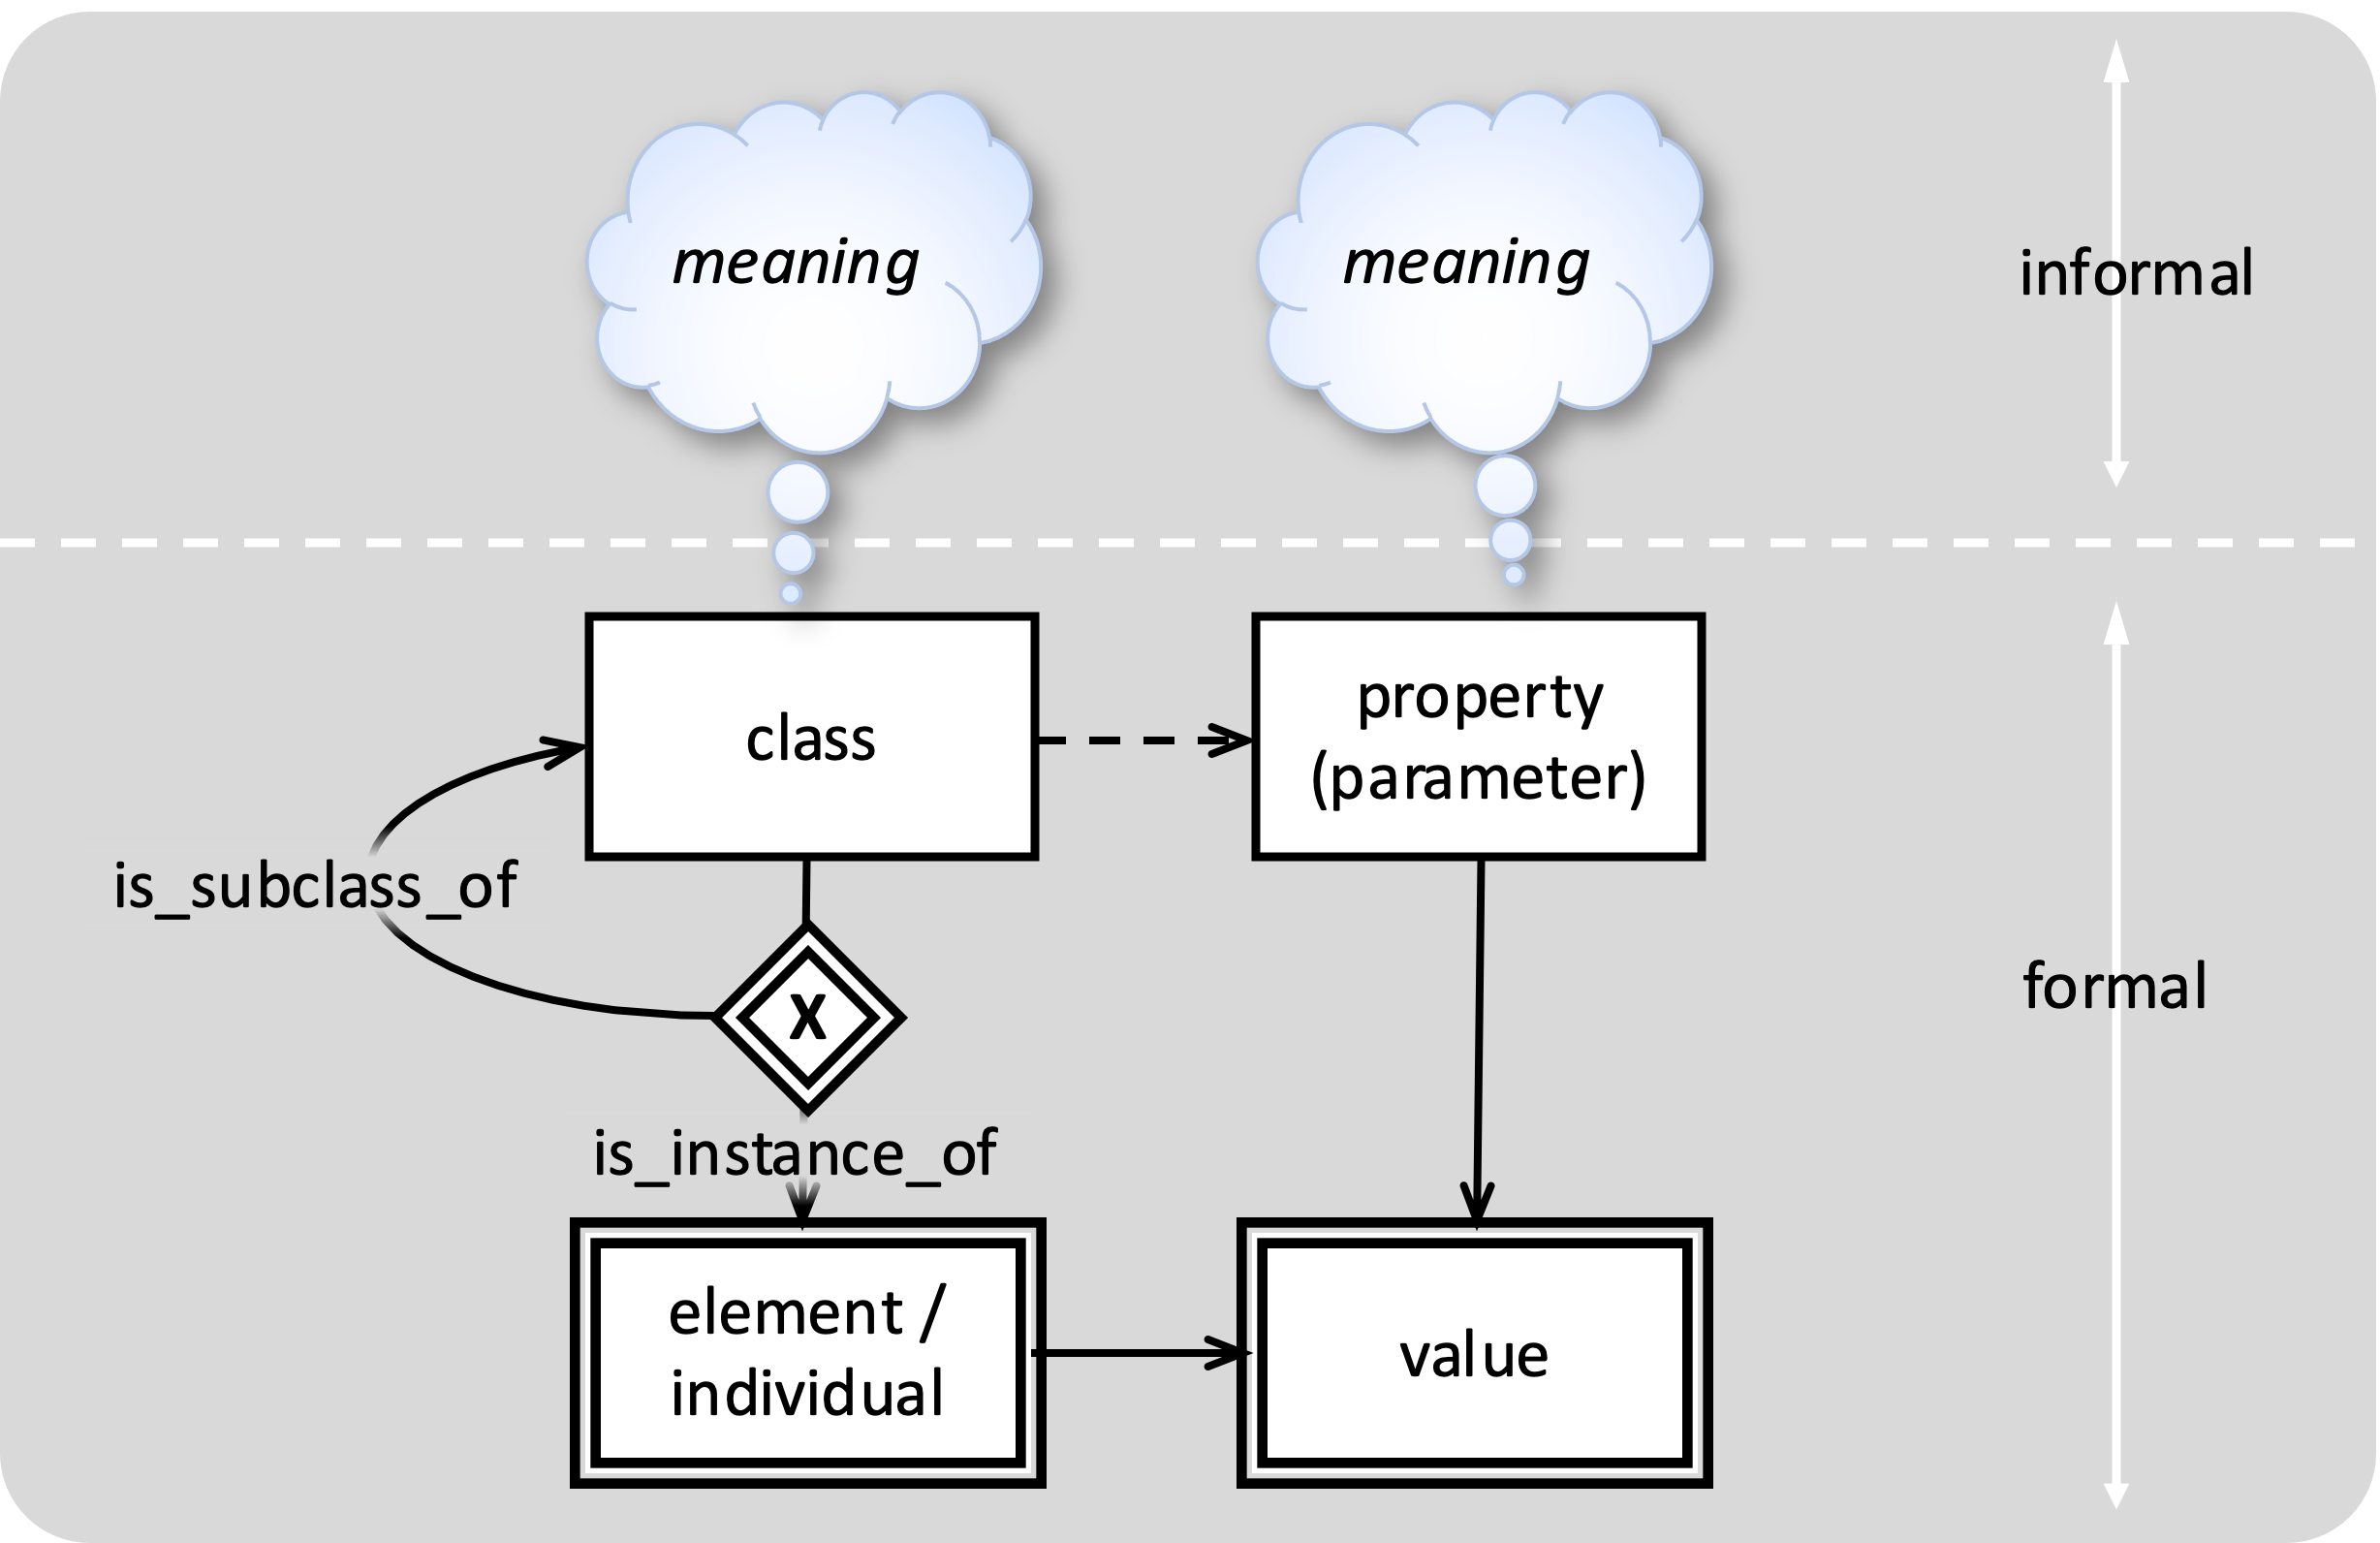 meaning
meaning
informal
class
property
(parameter)
is_subclass_of
formal
X
is_instance_of
element /
individual
value